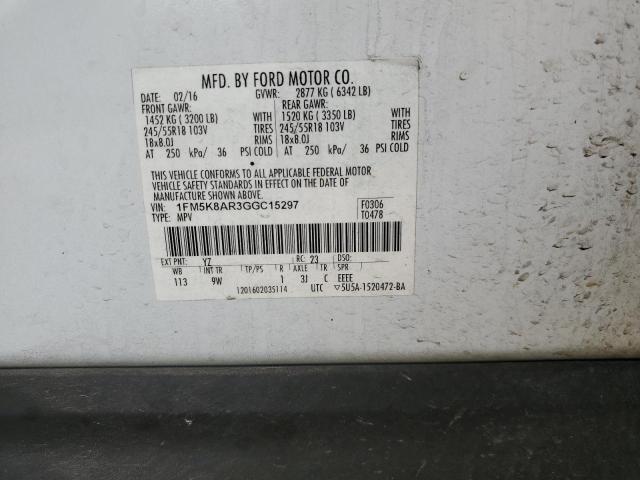 MFD. BY FORD MOTOR CO.
DATE: 02/16 GVWR: 2877 KG ( 6342 LB)
FRONT GAWR: REAR GAWR:
1452 KG ( 3200 LB) WITH 1520 KG ( 3350 LB) WITH
245/55R18 103V TIRES 245/55R18 103V TIRES
18x8.0J RIMS 18x8.0J RIMS
AT 250 kPa/ 36 PSI COLD AT 250 kPa/ 36 PSI COLD
THIS VEHICLE CONFORMS TO ALL APPLICABLE FEDERAL MOTOR
VEHICLE SAFETY STANDARDS IN EFFECT ON THE DATE OF
MANUFACTURE SHOWN ABOVE.
VIN: 1FM5K8AR3GGC15297 F0306
TYPE: MPV T0478
EXT PNT: YZ RC: 23 DSO:
WB INT TR TP/PS R AXLE TR SPR
113 9W 1 3J C EEEE
1201602035114 UTC ▽5U5A-1520472-BA